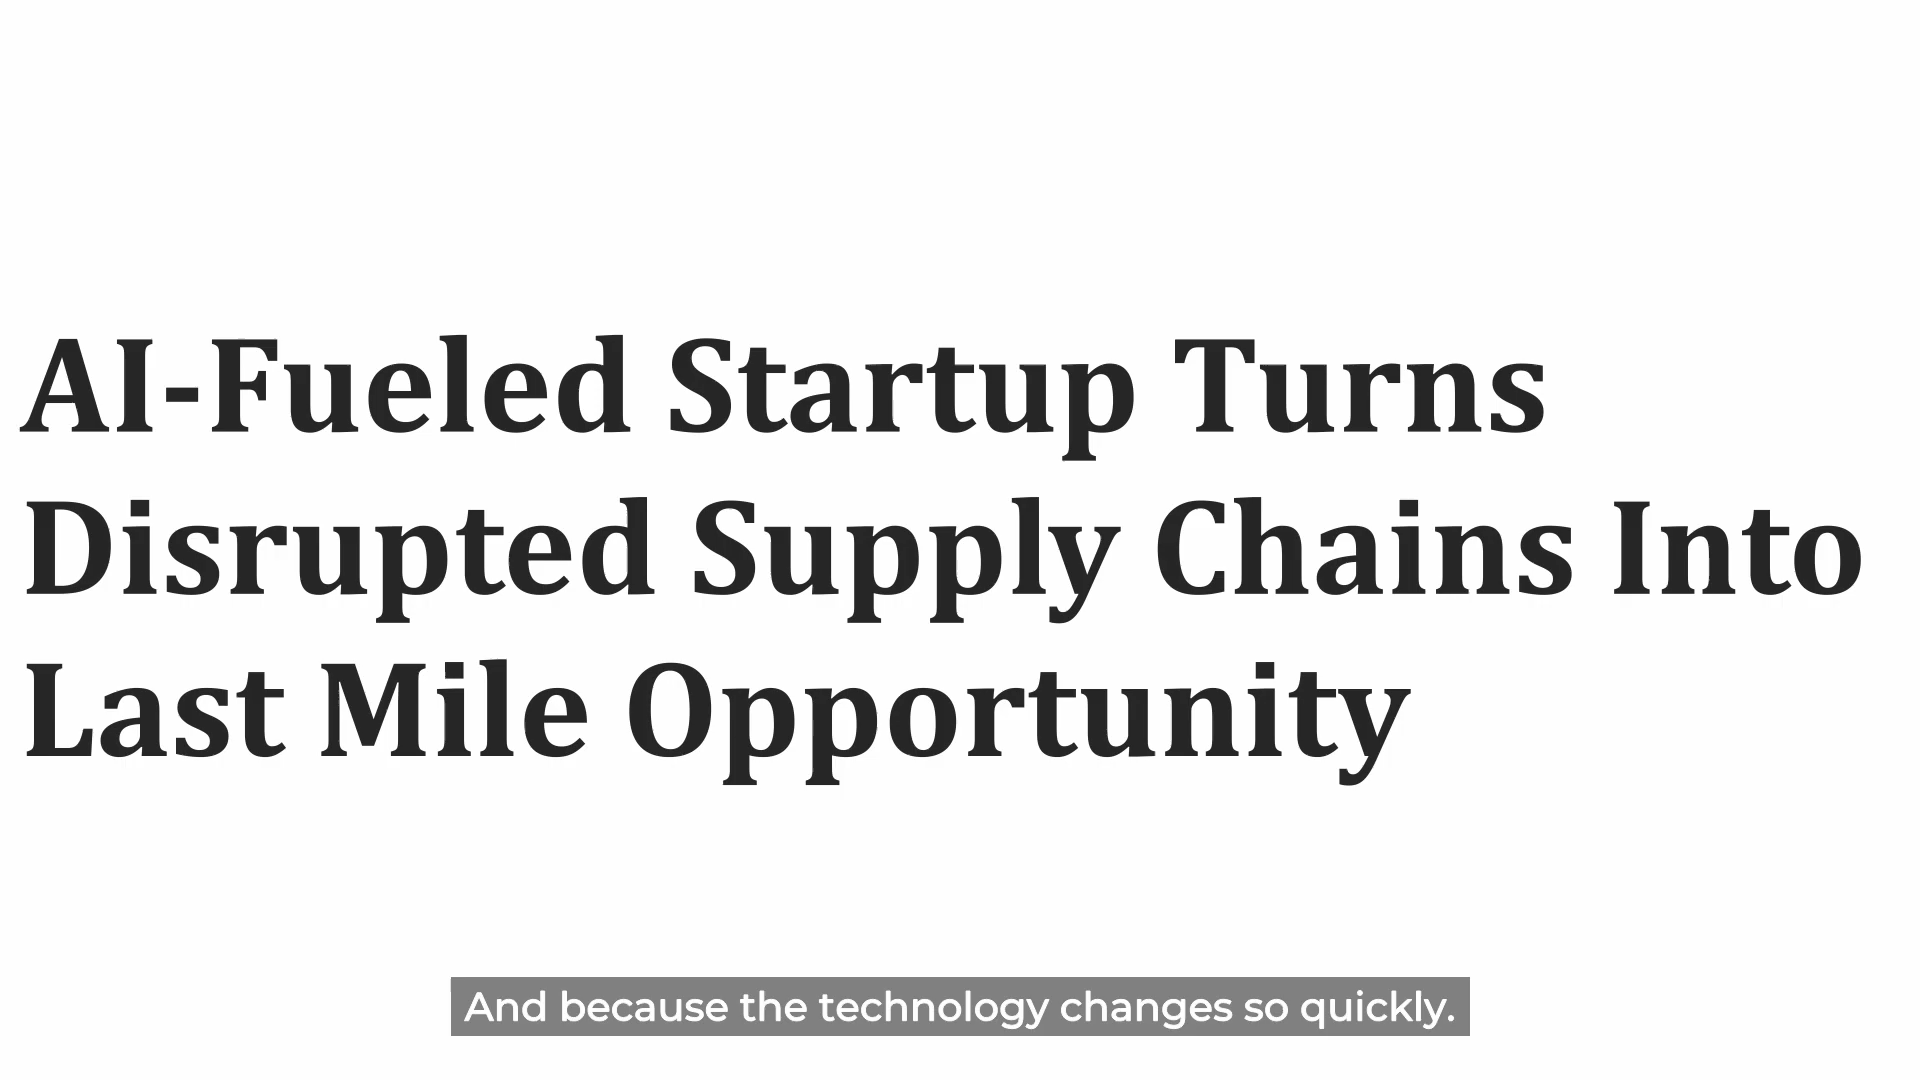 AI-Fueled Startup Turns
Disrupted Supply Chains Into
Last Mile Opportunity
And because the technology changes so quickly.